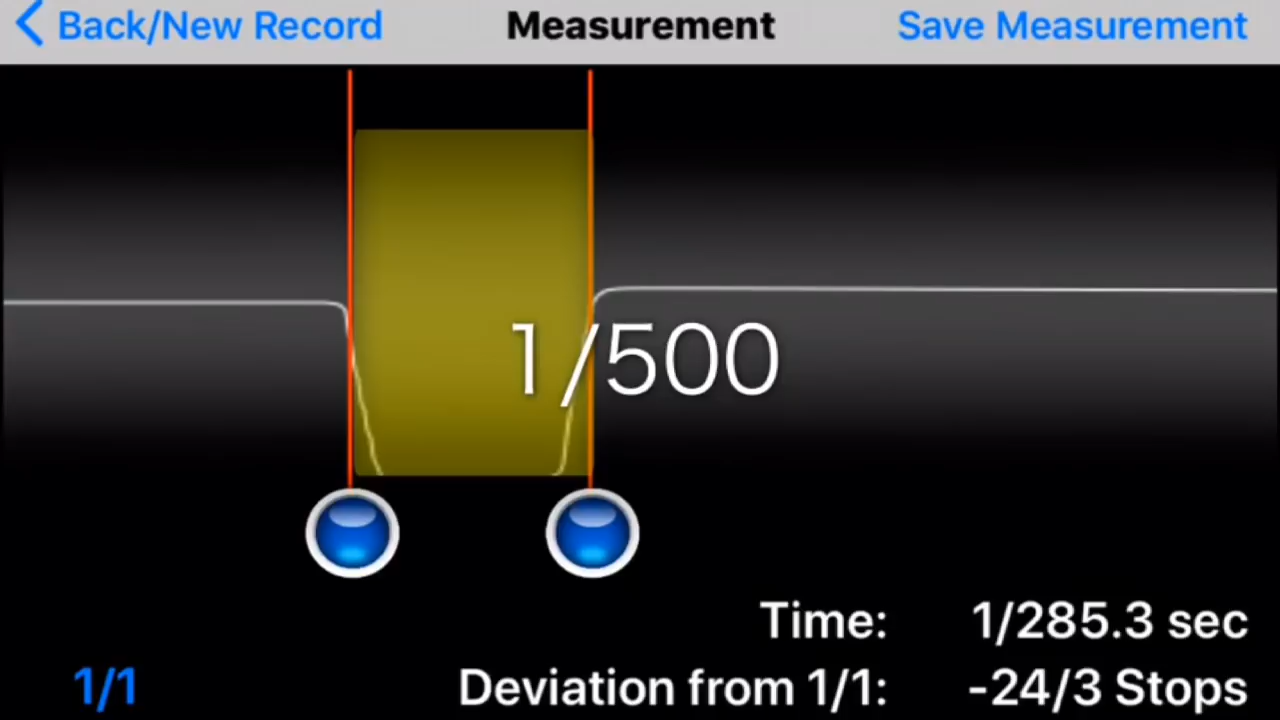 Back/New Record Measurement Save Measurement
1/500
Time: 1/285.3 sec
1/1 Deviation from 1/1: -24/3 Stops